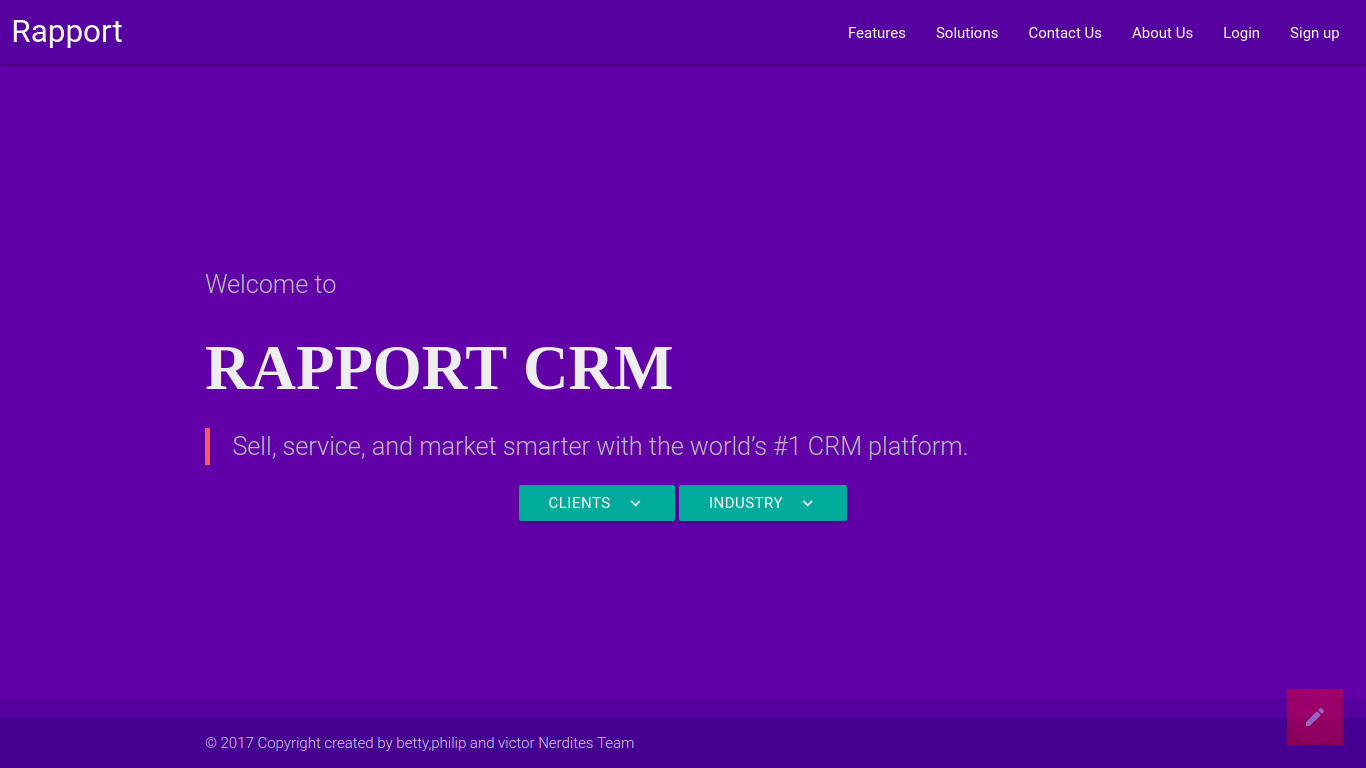 Rapport
Features Solutions Contact Us About Us Login Sign up
Welcome to
RAPPORT CRM
Sell, service, and market smarter with the world’s #1 CRM platform.
CLIENTS INDUSTRY
© 2017 Copyright created by betty,philip and victor Nerdites Team